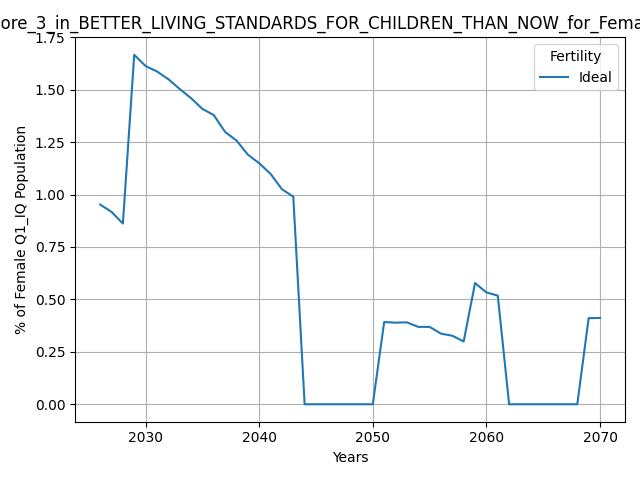 ore_3_in_BETTER_LIVING_STANDARDS_FOR_CHILDREN_THAN_NOW_for_Fema
1.75
1.50
1.25
1.00
0.75
0.50
0.25
0.00
% of Female Q1_IQ Population
Fertility
Ideal
2030 2040 2050 2060 2070
Years